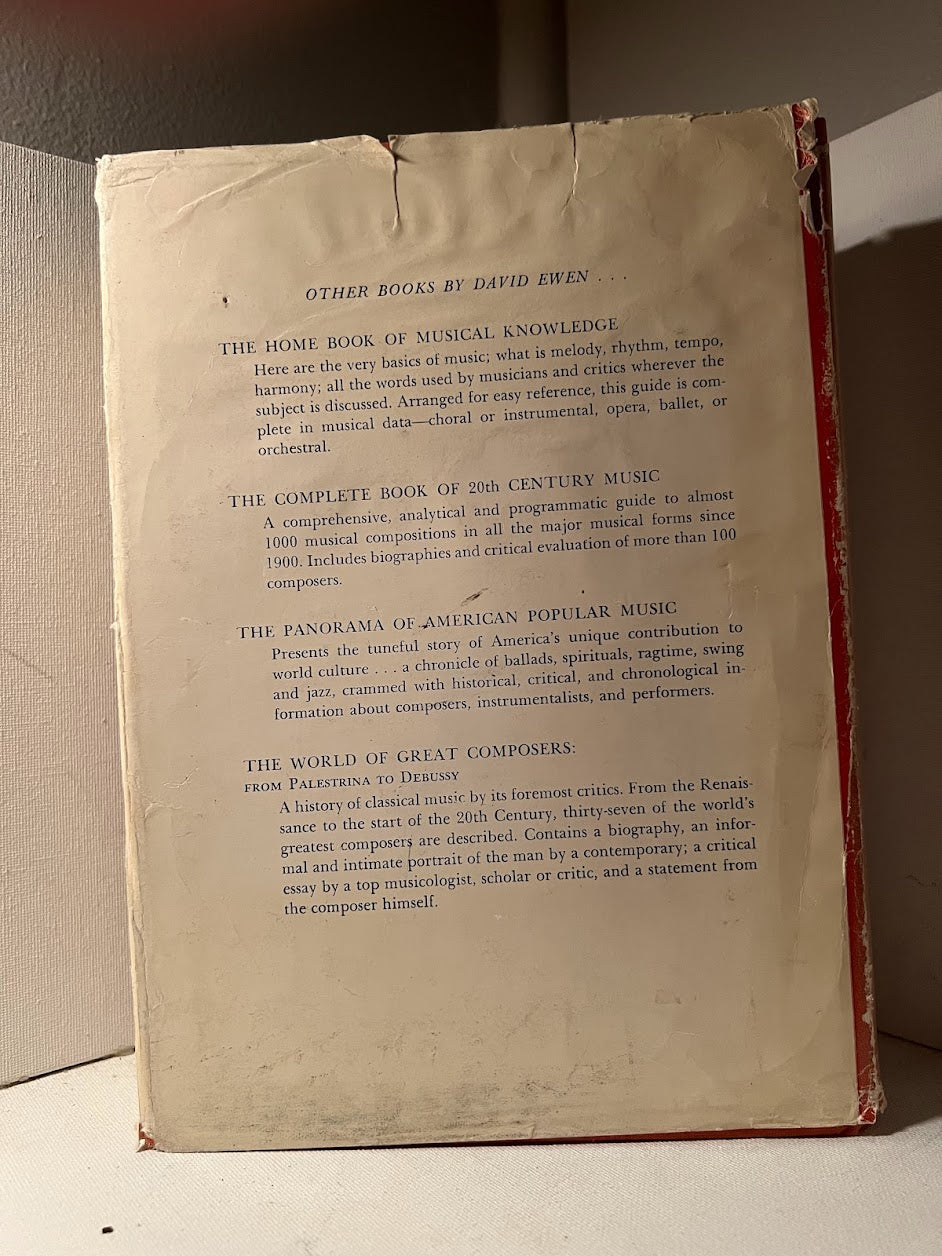 OTHER BOOKS BY DAVID EWEN . . .
THE HOME BOOK OF MUSICAL KNOWLEDGE
Here are the very basics of music; what is melody, rhythm, tempo,
harmony; all the words used by musicians and critics wherever the
subject is discussed. Arranged for easy reference, this guide is com-
plete in musical data—choral or instrumental, opera, ballet, or
orchestral.
THE COMPLETE BOOK OF 20th CENTURY MUSIC
A comprehensive, analytical and programmatic guide to almost
1000 musical compositions in all the major musical forms since
1900. Includes biographies and critical evaluation of more than 100
composers.
THE PANORAMA OF AMERICAN POPULAR MUSIC
Presents the tuneful story of America's unique contribution to
world culture . . . a chronicle of ballads, spirituals, ragtime, swing
and jazz, crammed with historical, critical, and chronological in-
formation about composers, instrumentalists, and performers.
THE WORLD OF GREAT COMPOSERS:
FROM PALESTRINA TO DEBUSSY
A history of classical music by its foremost critics. From the Renais-
sance to the start of the 20th Century, thirty-seven of the world's
greatest composers are described. Contains a biography, an infor-
mal and intimate portrait of the man by a contemporary; a critical
essay by a top musicologist, scholar or critic, and a statement from
the composer himself.